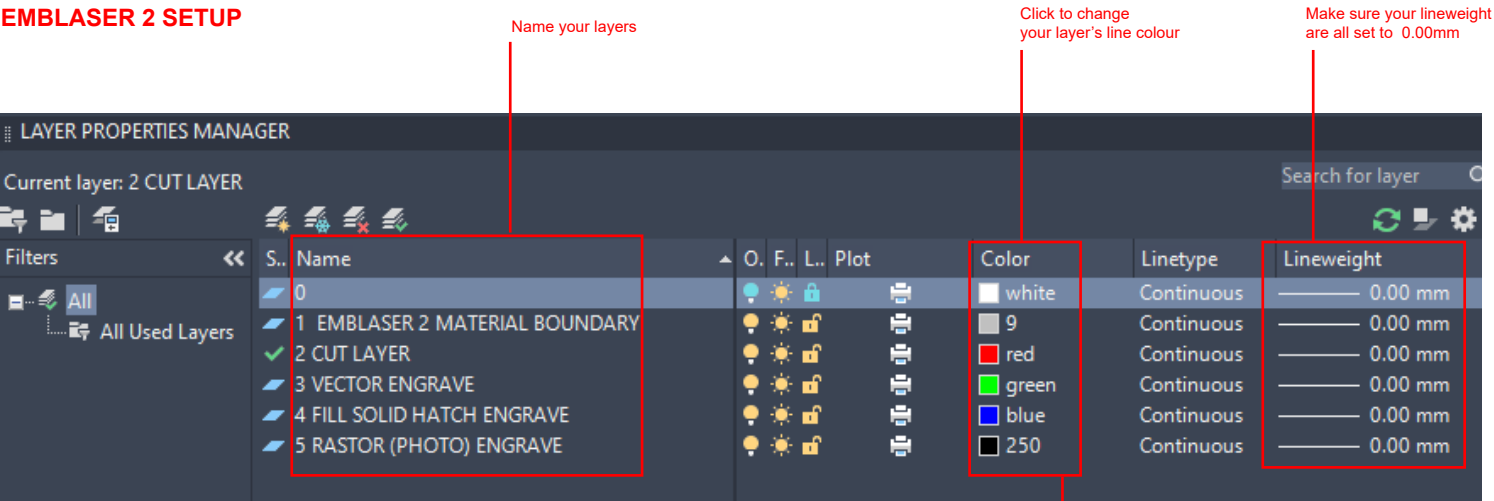 EMBLASER 2 SETUP
Name your layers
Click to change
your layer’s line colour
Make sure your lineweight
are all set to 0.00mm
LAYER PROPERTIES MANAGER
Current layer: 2 CUT LAYER
Search for layer
Filters
S.. Name O. F.. L.. Plot Color Linetype Lineweight
All
All Used Layers
0 white Continuous 0.00 mm
1 EMBLASER 2 MATERIAL BOUNDARY 9 Continuous 0.00 mm
2 CUT LAYER red Continuous 0.00 mm
3 VECTOR ENGRAVE green Continuous 0.00 mm
4 FILL SOLID HATCH ENGRAVE blue Continuous 0.00 mm
5 RASTOR (PHOTO) ENGRAVE 250 Continuous 0.00 mm